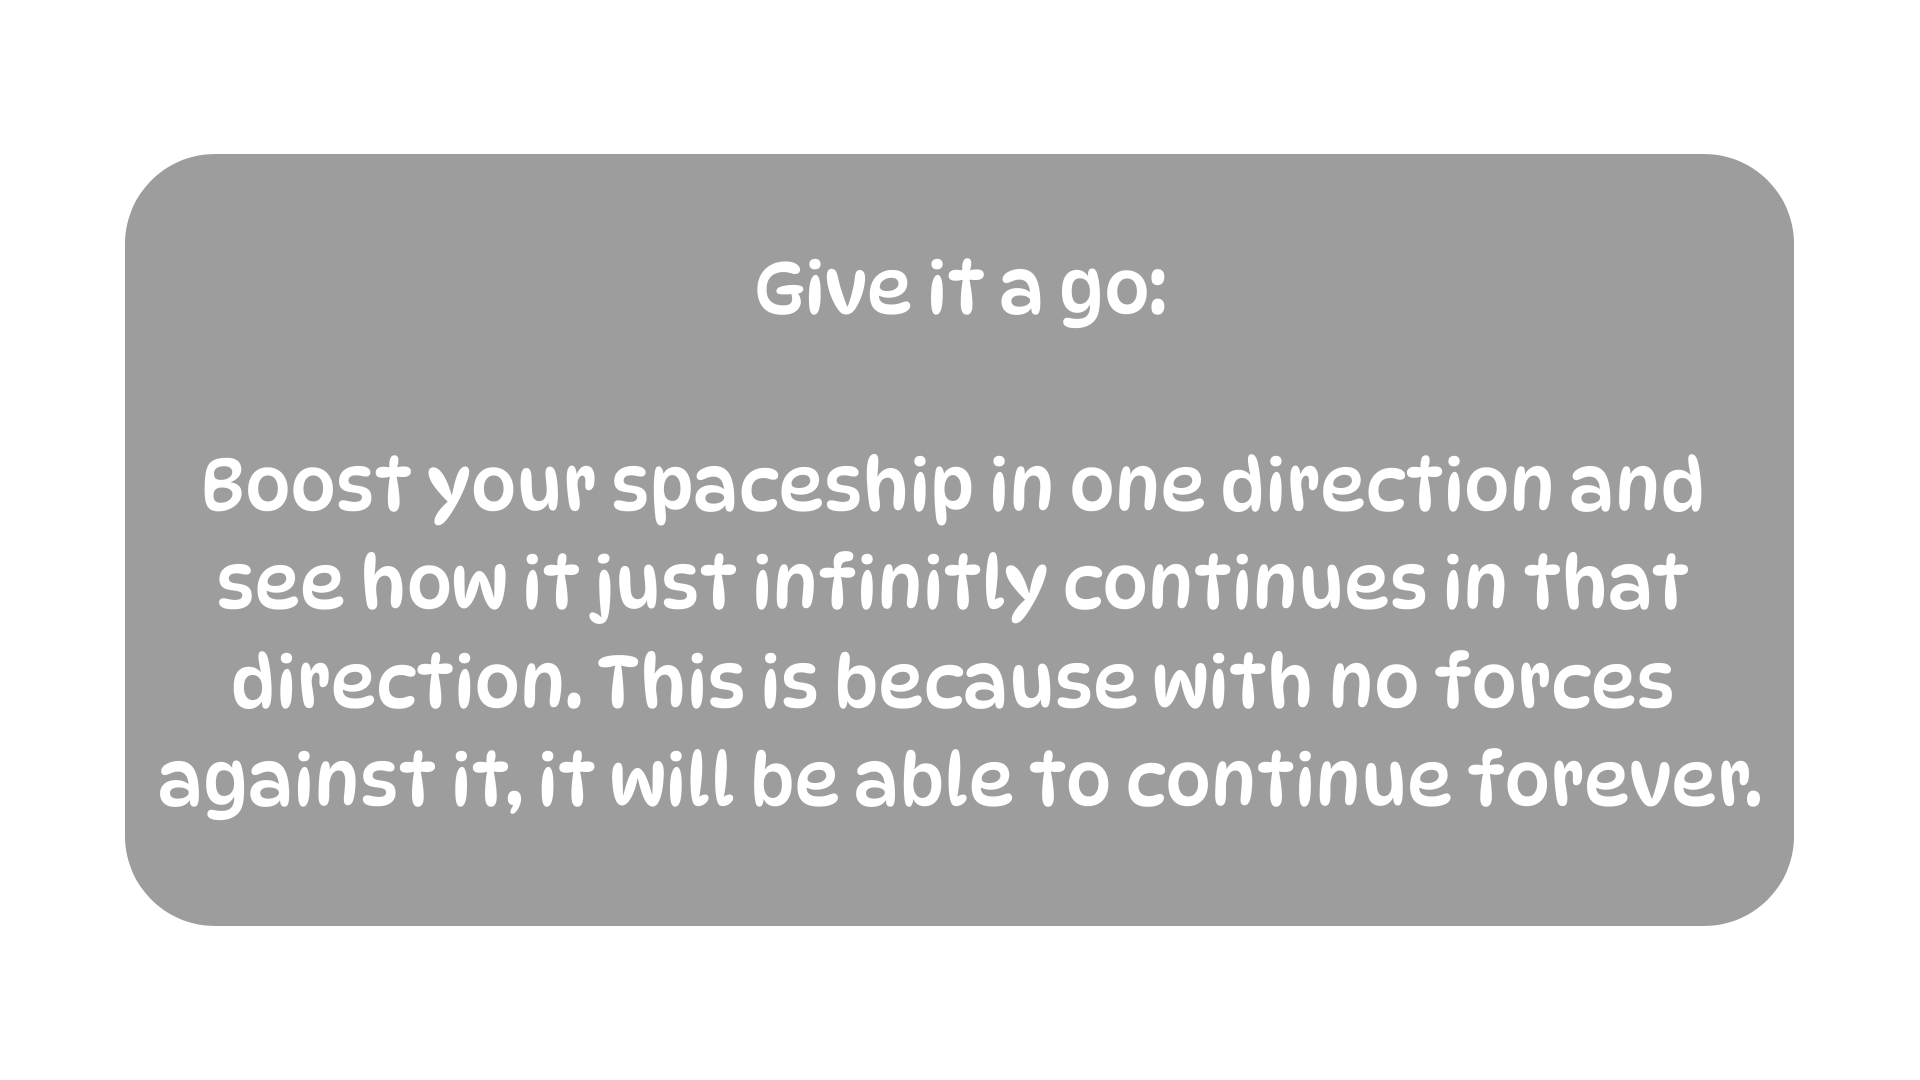 Give it a go:
Boost your spaceship in one direction and
see how it just infinitly continues in that
direction. This is because with no forces
against it, it will be able to continue forever.